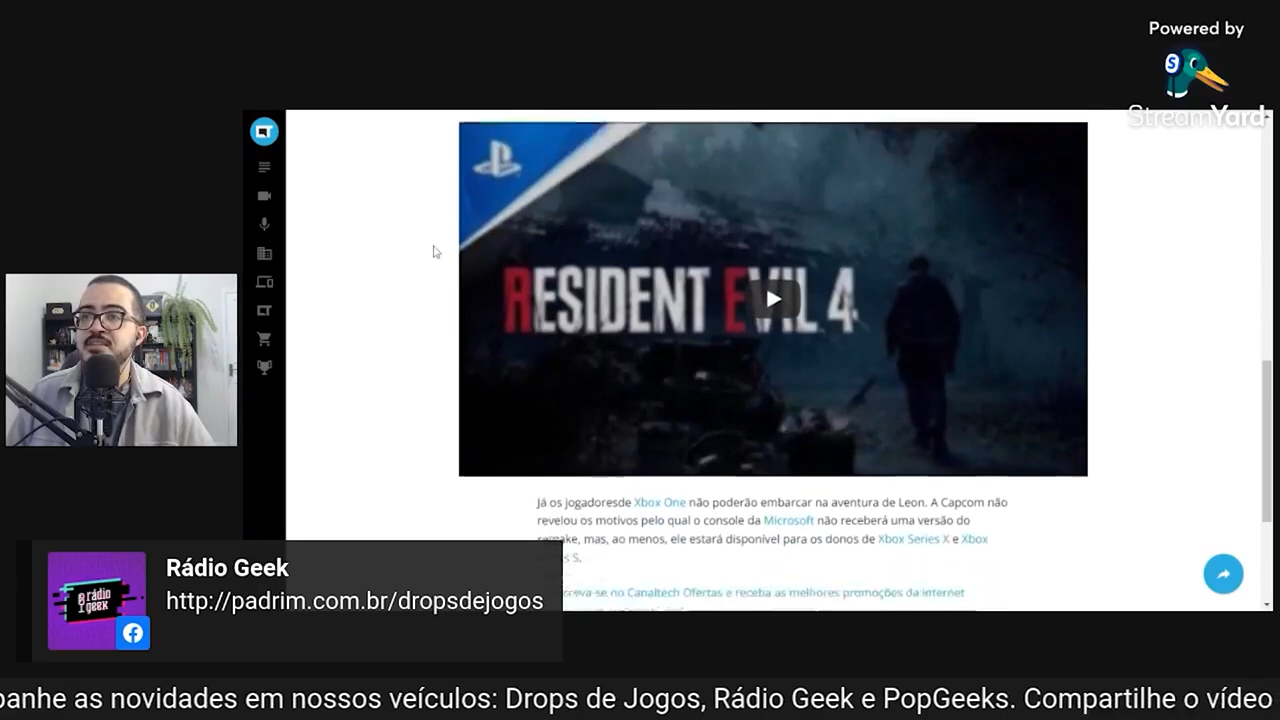 Powered by
StreamYard
RESIDENT EVIL 4
Já os jogadoresde Xbox One não poderão embarcar na aventura de Leon. A Capcom não
revelou os motivos pelo qual o console da Microsoft não receberá uma versão do
remake, mas, ao menos, ele estará disponível para os donos de Xbox Series X e Xbox
S.
no Canaltech Ofertas e receba as melhores promoções da internet
rádio
geek
Rádio Geek
http://padrim.com.br/dropsdejogos
panhe as novidades em nossos veículos: Drops de Jogos, Rádio Geek e PopGeeks. Compartilhe o vídeo